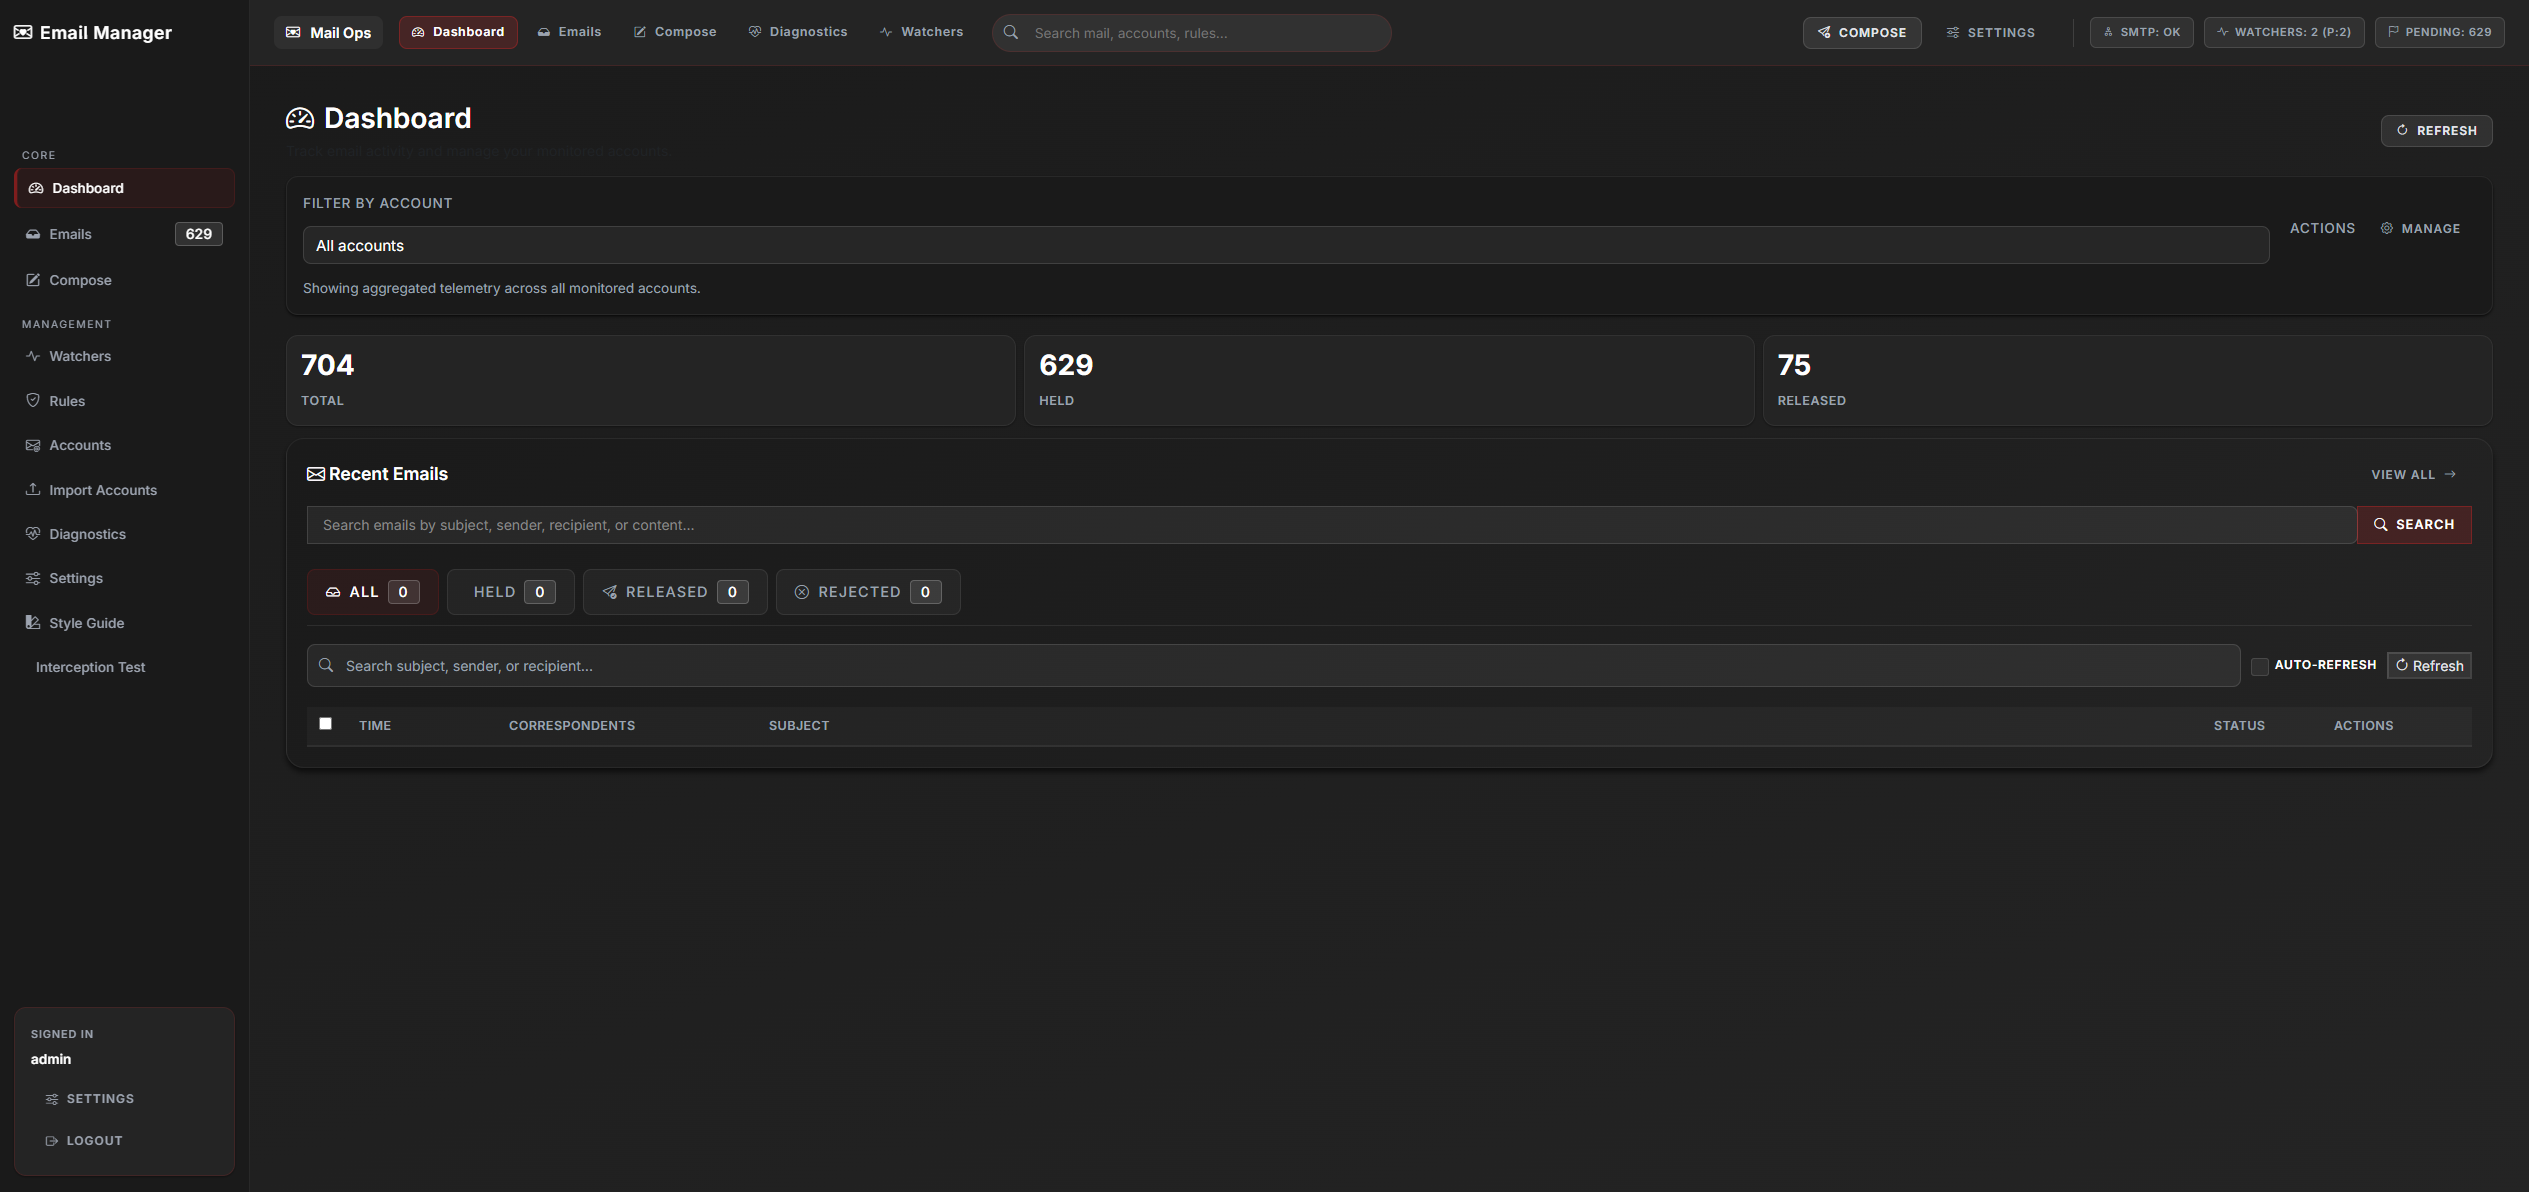 Email Manager
CORE
Dashboard
Emails 629
Compose
MANAGEMENT
Watchers
Rules
Accounts
Import Accounts
Diagnostics
Settings
Style Guide
Interception Test
SIGNED IN
admin
SETTINGS
LOGOUT
Mail Ops Dashboard Emails Compose Diagnostics Watchers Search mail, accounts, rules... COMPOSE SETTINGS SMTP: OK WATCHERS: 2 (P:2) PENDING: 629
Dashboard
Track email activity and manage your monitored accounts.
REFRESH
FILTER BY ACCOUNT
All accounts
ACTIONS MANAGE
Showing aggregated telemetry across all monitored accounts.
704
TOTAL
629
HELD
75
RELEASED
Recent Emails
VIEW ALL →
Search emails by subject, sender, recipient, or content...
SEARCH
ALL 0 HELD 0 RELEASED 0 REJECTED 0
Search subject, sender, or recipient...
AUTO-REFRESH Refresh
TIME CORRESPONDENTS SUBJECT STATUS ACTIONS